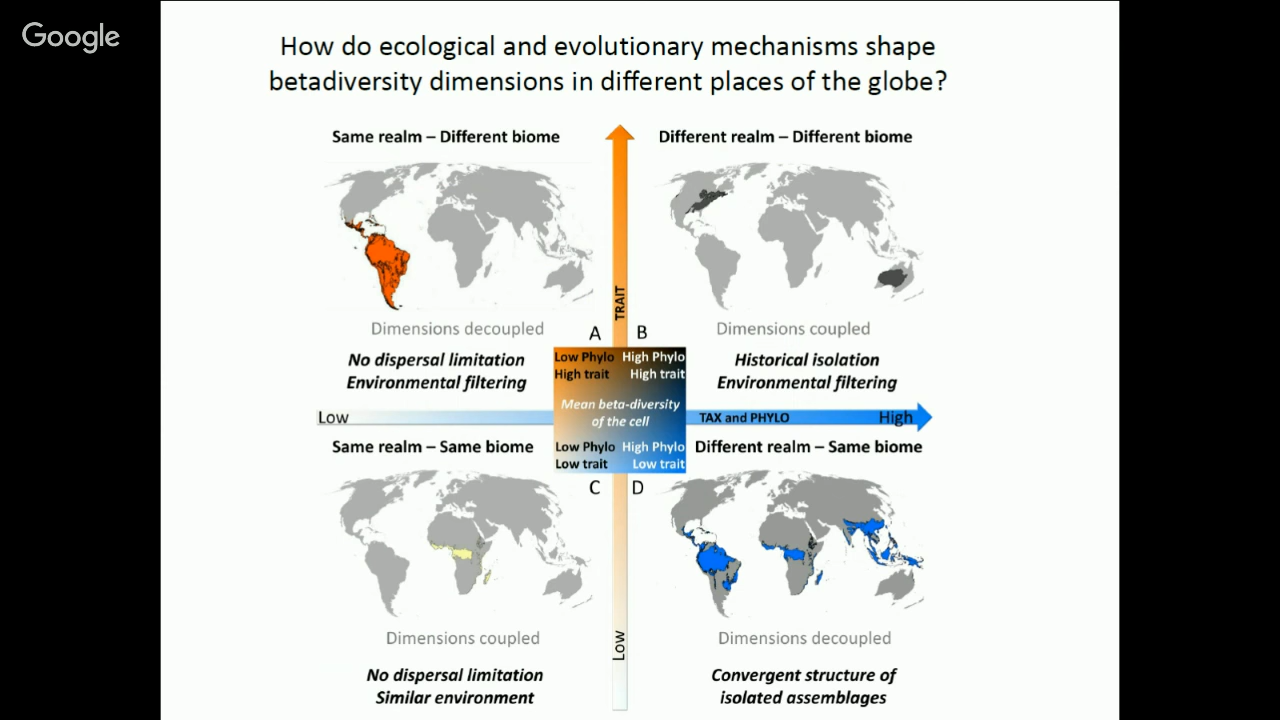 Google
How do ecological and evolutionary mechanisms shape
betadiversity dimensions in different places of the globe?
Same realm – Different biome
Different realm – Different biome
TRAIT
Dimensions decoupled
A
B
Dimensions coupled
No dispersal limitation
Environmental filtering
Low Phylo
High trait
High Phylo
High trait
Historical isolation
Environmental filtering
Mean beta-diversity
of the cell
Low
TAX and PHYLO
High
Same realm – Same biome
Low Phylo
Low trait
High Phylo
Low trait
Different realm – Same biome
C
D
Low
Dimensions coupled
Dimensions decoupled
No dispersal limitation
Similar environment
Convergent structure of
isolated assemblages